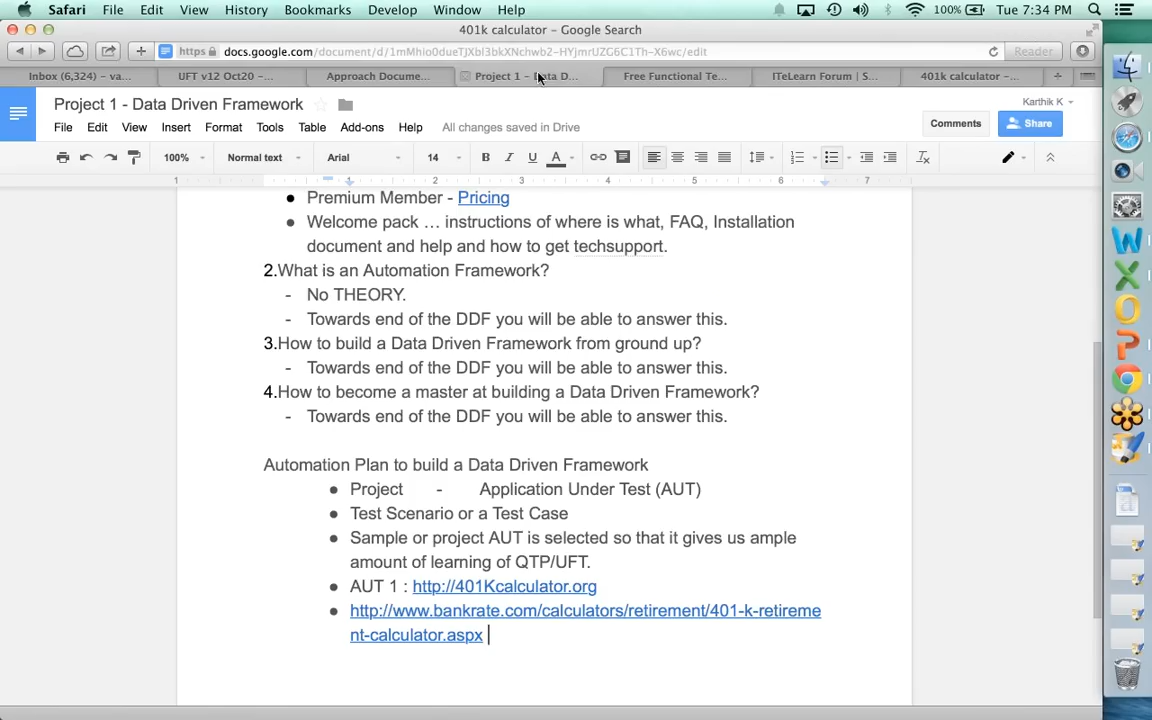 Safari File Edit View History Bookmarks Develop Window Help 100% Tue 7:34 PM
401k calculator - Google Search
https docs.google.com/document/d/1mMhio0dueTJXbl3bkXNchwb2-HYjmrUZG6C1Th-X6wc/edit Reader
Inbox (6,324) - va... UFT v12 Oct20 - ... Approach Docume... Project 1 - Data D... Free Functional Te... ITeLearn Forum | S... 401k calculator - ...
Project 1 - Data Driven Framework Karthik K
File Edit View Insert Format Tools Table Add-ons Help All changes saved in Drive Comments Share
100% Normal text Arial 14 B I U A
1 1 2 3 4 5 6 7
● Premium Member - Pricing
● Welcome pack … instructions of where is what, FAQ, Installation
document and help and how to get techsupport.
2.What is an Automation Framework?
- No THEORY.
- Towards end of the DDF you will be able to answer this.
3.How to build a Data Driven Framework from ground up?
- Towards end of the DDF you will be able to answer this.
4.How to become a master at building a Data Driven Framework?
- Towards end of the DDF you will be able to answer this.
Automation Plan to build a Data Driven Framework
● Project - Application Under Test (AUT)
● Test Scenario or a Test Case
● Sample or project AUT is selected so that it gives us ample
amount of learning of QTP/UFT.
● AUT 1 : http://401Kcalculator.org
● http://www.bankrate.com/calculators/retirement/401-k-retireme
nt-calculator.aspx